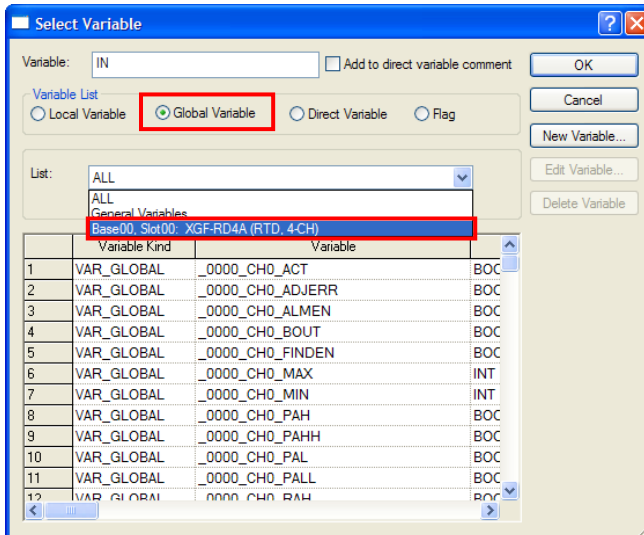 Select Variable
Variable: IN Add to direct variable comment OK
Variable List Cancel
Local Variable Global Variable Direct Variable Flag
New Variable...
List: ALL Edit Variable...
ALL Delete Variable
General Variables
Base00, Slot00: XGF-RD4A (RTD, 4-CH)
Variable Kind Variable
1 VAR_GLOBAL _0000_CH0_ACT BOO
2 VAR_GLOBAL _0000_CH0_ADJERR BOO
3 VAR_GLOBAL _0000_CH0_ALMEN BOO
4 VAR_GLOBAL _0000_CH0_BOUT BOO
5 VAR_GLOBAL _0000_CH0_FINDEN BOO
6 VAR_GLOBAL _0000_CH0_MAX INT
7 VAR_GLOBAL _0000_CH0_MIN INT
8 VAR_GLOBAL _0000_CH0_PAH BOO
9 VAR_GLOBAL _0000_CH0_PAHH BOO
10 VAR_GLOBAL _0000_CH0_PAL BOO
11 VAR_GLOBAL _0000_CH0_PALL BOO
12 VAR_GLOBAL _0000_CH0_RAH BOO